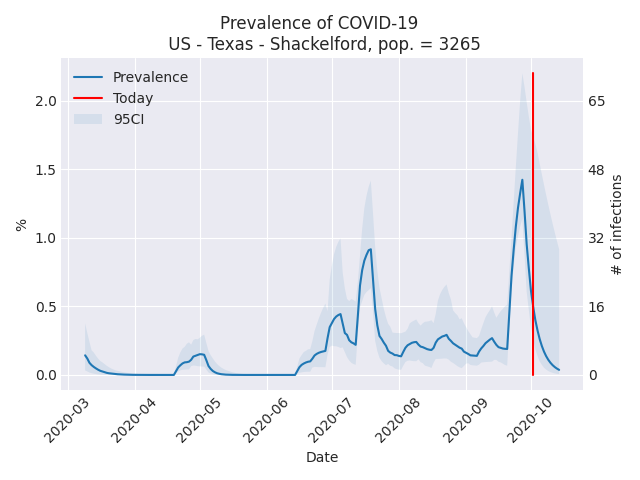 Prevalence of COVID-19
US - Texas - Shackelford, pop. = 3265
Prevalence
Today
95CI
2.0
1.5
1.0
0.5
0.0
%
65
48
32
16
0
# of infections
2020-03
2020-04
2020-05
2020-06
2020-07
2020-08
2020-09
2020-10
Date